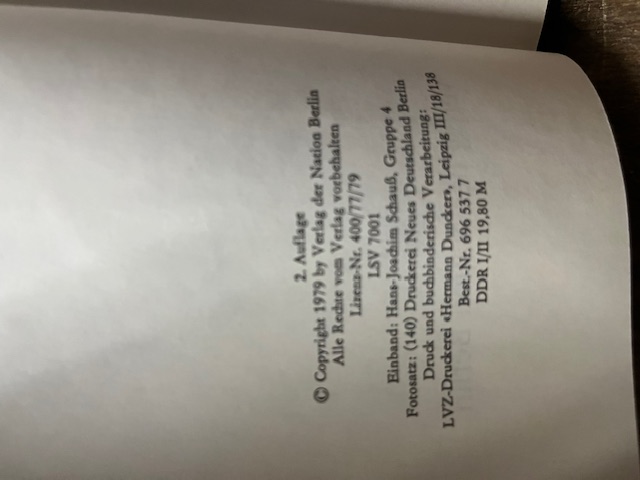 2. Auflage
© Copyright 1979 by Verlag der Nation Berlin
Alle Rechte vom Verlag vorbehalten
Lizenz-Nr. 400/77/79
LSV 7001
Einband: Hans-Joachim Schauß, Gruppe 4
Fotosatz: (140) Druckerei Neues Deutschland Berlin
Druck und buchbinderische Verarbeitung:
LVZ-Druckerei «Hermann Duncker», Leipzig III/18/138
Best.-Nr. 696 537 7
DDR I/II 19,80 M